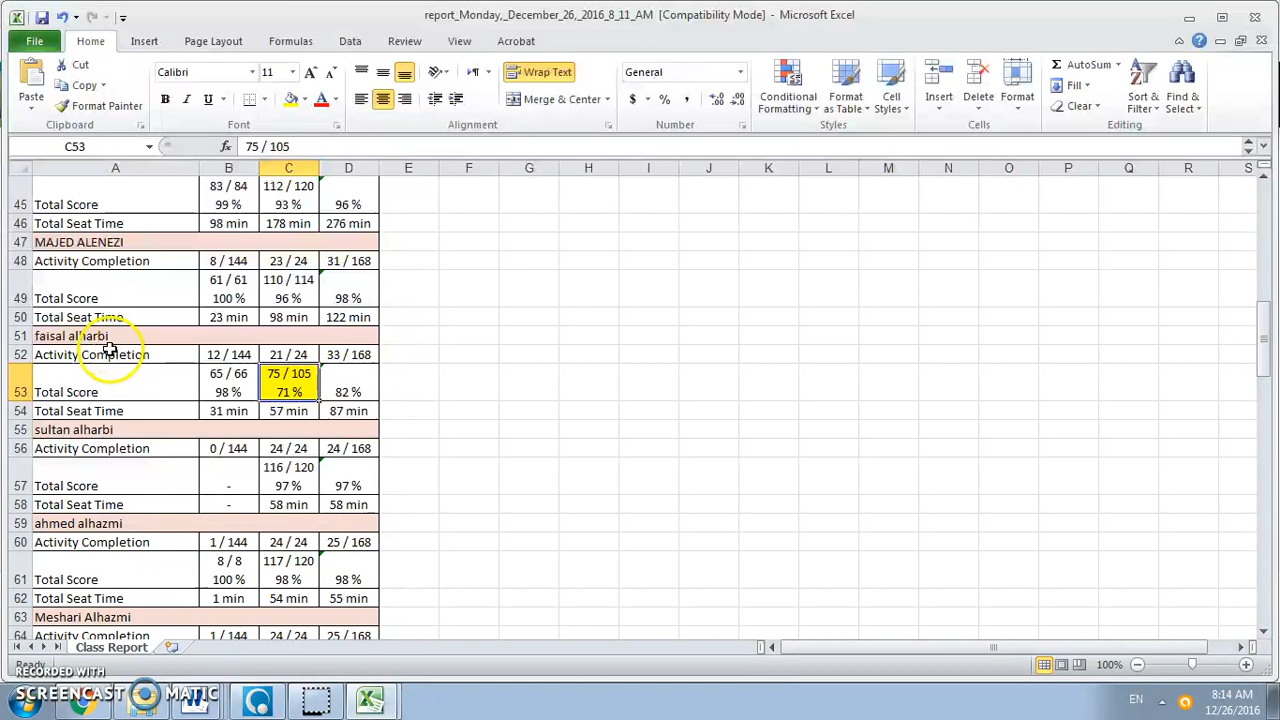 report_Monday,_December_26,_2016_8_11_AM [Compatibility Mode] - Microsoft Excel
File Home Insert Page Layout Formulas Data Review View Acrobat
Paste
Cut
Copy
Format Painter
Clipboard
Calibri 11
B I U
Font
Wrap Text
Merge & Center
Alignment
General
$ % ,
Number
Conditional Formatting
Format as Table
Cell Styles
Styles
Insert Delete Format
Cells
AutoSum
Fill
Clear
Sort & Filter
Find & Select
Editing
C53 75 / 105
A B C D E F G H I J K L M N O P Q R S
83 / 84 112 / 120
45 Total Score 99 % 93 % 96 %
46 Total Seat Time 98 min 178 min 276 min
47 MAJED ALENEZI
48 Activity Completion 8 / 144 23 / 24 31 / 168
61 / 61 110 / 114
49 Total Score 100 % 96 % 98 %
50 Total Seat Time 23 min 98 min 122 min
51 faisal alharbi
52 Activity Completion 12 / 144 21 / 24 33 / 168
65 / 66 75 / 105
53 Total Score 98 % 71 % 82 %
54 Total Seat Time 31 min 57 min 87 min
55 sultan alharbi
56 Activity Completion 0 / 144 24 / 24 24 / 168
116 / 120
57 Total Score - 97 % 97 %
58 Total Seat Time - 58 min 58 min
59 ahmed alhazmi
60 Activity Completion 1 / 144 24 / 24 25 / 168
8 / 8 117 / 120
61 Total Score 100 % 98 % 98 %
62 Total Seat Time 1 min 54 min 55 min
63 Meshari Alhazmi
64 Activity Completion 1 / 144 24 / 24 25 / 168
Class Report
Ready 100%
RECORDED WITH
SCREENCAST MATIC
EN 8:14 AM
12/26/2016